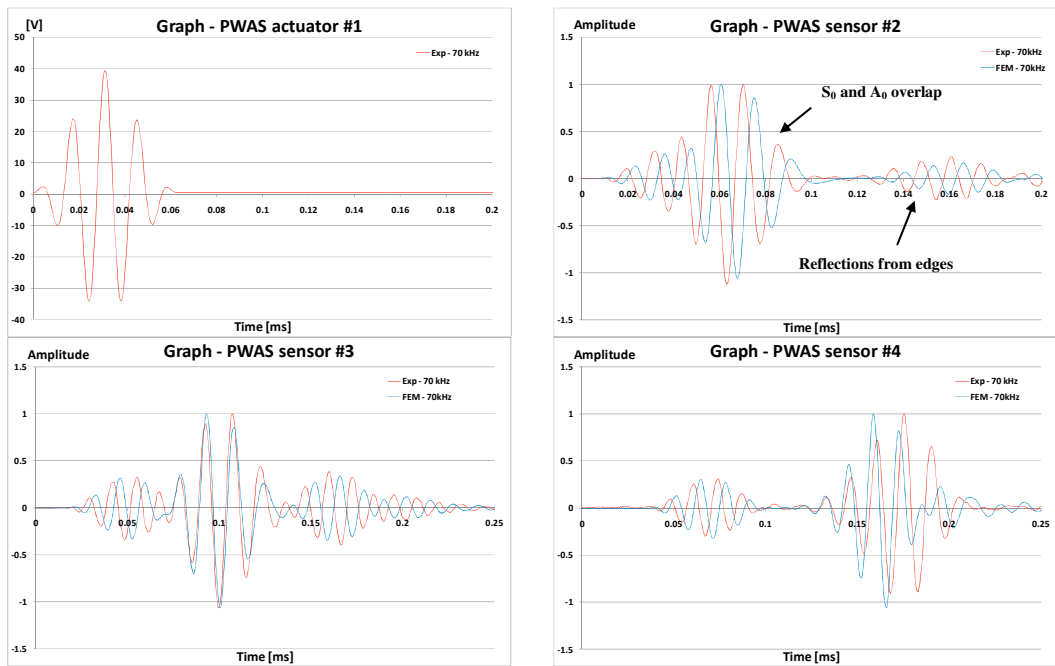 [V]
Graph - PWAS actuator #1
50
Exp - 70 kHz
40
30
20
10
0
0 0.02 0.04 0.06 0.08 0.1 0.12 0.14 0.16 0.18 0.2
-10
-20
-30
-40
Time [ms]
Amplitude
Graph - PWAS sensor #2
1.5
Exp - 70kHz
FEM - 70kHz
1
S₀ and A₀ overlap
0.5
0
0 0.02 0.04 0.06 0.08 0.1 0.12 0.14 0.16 0.18 0.2
-0.5
Reflections from edges
-1
-1.5
Time [ms]
Amplitude
Graph - PWAS sensor #3
1.5
Exp - 70 kHz
FEM - 70kHz
1
0.5
0
0 0.05 0.1 0.15 0.2 0.25
-0.5
-1
-1.5
Time [ms]
Amplitude
Graph - PWAS sensor #4
1.5
Exp - 70 kHz
FEM - 70kHz
1
0.5
0
0 0.05 0.1 0.15 0.2 0.25
-0.5
-1
-1.5
Time [ms]